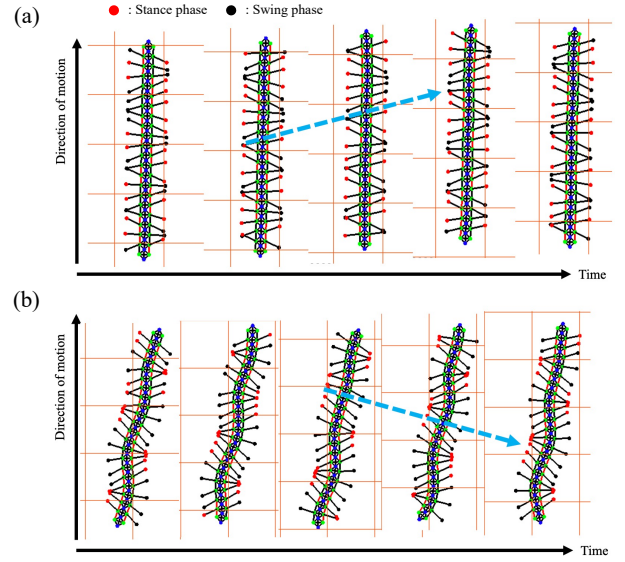 (a)
: Stance phase
: Swing phase
Direction of motion
Time
(b)
Direction of motion
Time